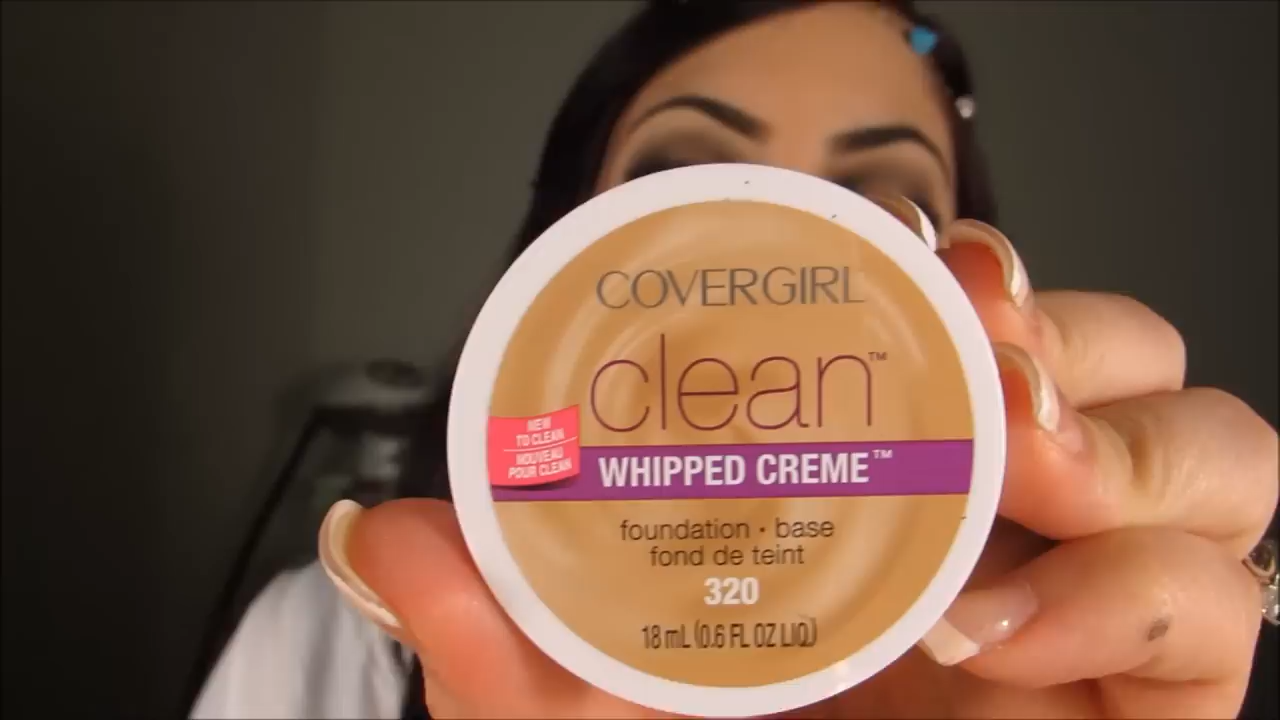 COVERGIRL
clean™
NEW
TO CLEAN
NOUVEAU
POUR CLEAN
WHIPPED CREME™
foundation • base
fond de teint
320
18 mL (0.6 FL OZ LIQ)